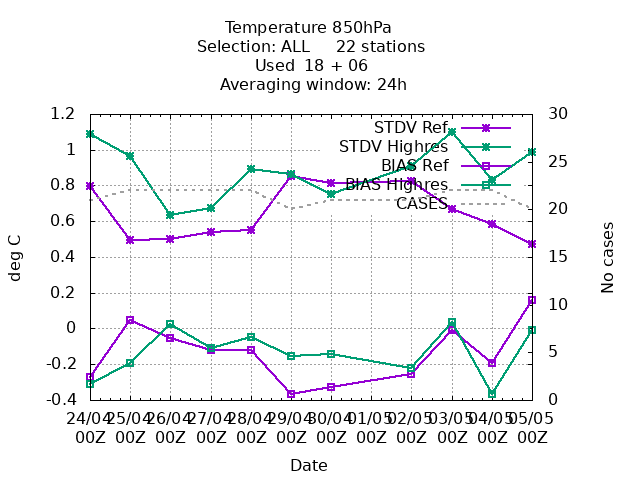 Temperature 850hPa
Selection: ALL     22 stations
Used  18 + 06
Averaging window: 24h
1.2
1
0.8
0.6
0.4
0.2
0
-0.2
-0.4
30
25
20
15
10
5
0
deg C
No cases
STDV Ref
STDV Highres
BIAS Ref
BIAS Highres
CASES
24/04 25/04 26/04 27/04 28/04 29/04 30/04 01/05 02/05 03/05 04/05 05/05
00Z 00Z 00Z 00Z 00Z 00Z 00Z 00Z 00Z 00Z 00Z 00Z
Date